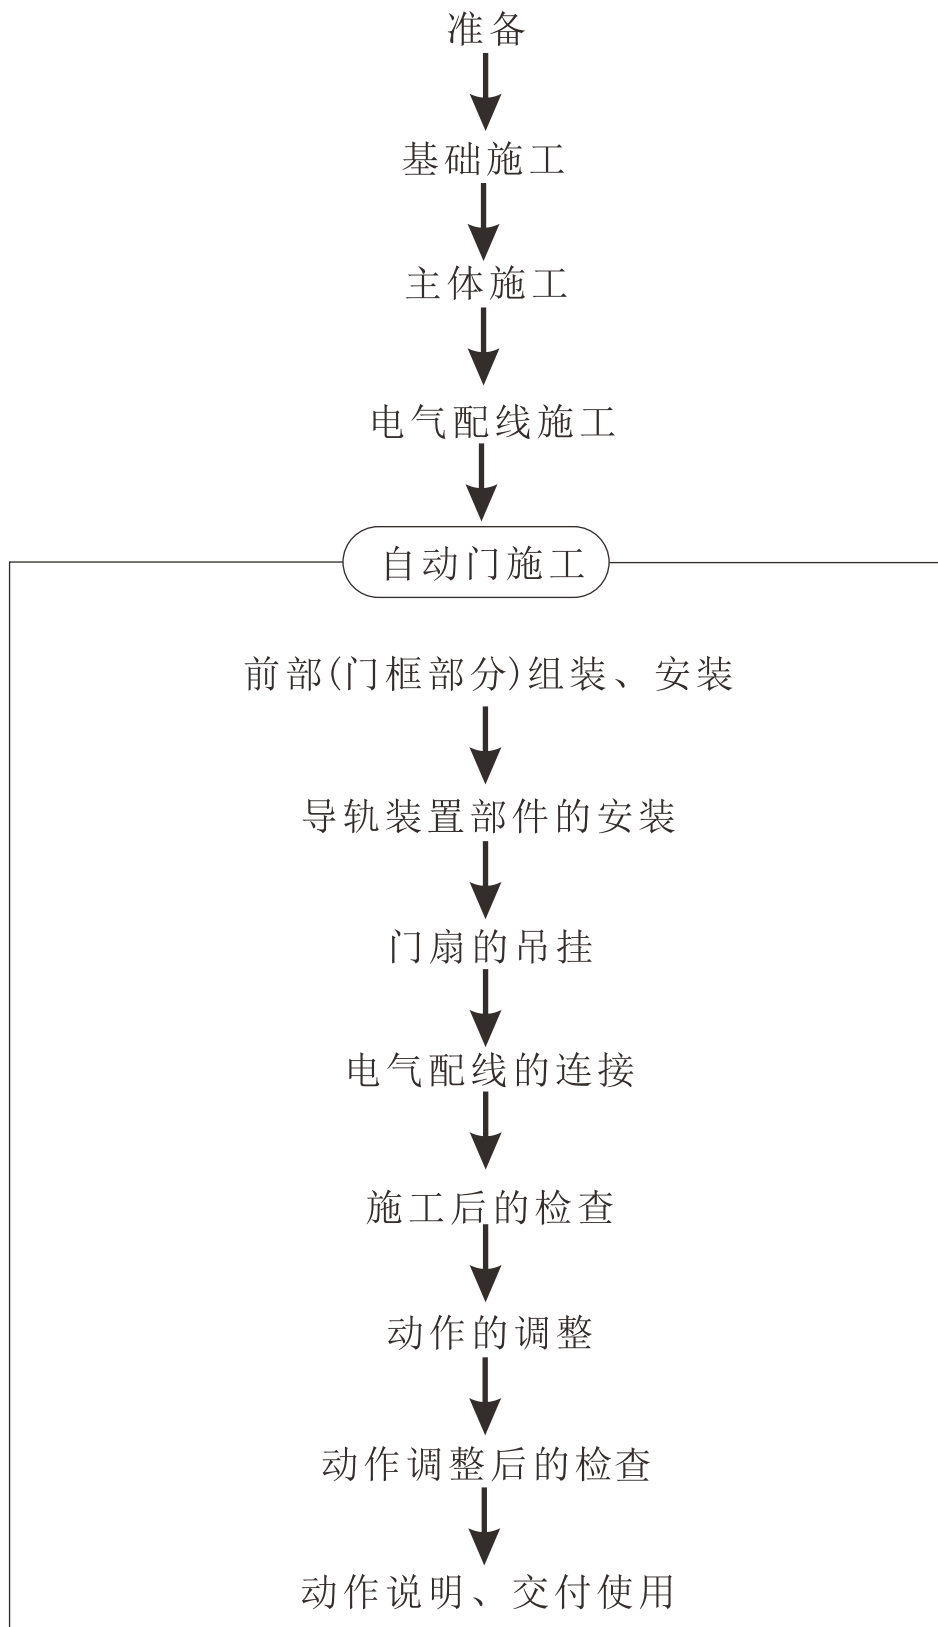 准备
基础施工
主体施工
电气配线施工
自动门施工
前部(门框部分)组装、安装
导轨装置部件的安装
门扇的吊挂
电气配线的连接
施工后的检查
动作的调整
动作调整后的检查
动作说明、交付使用